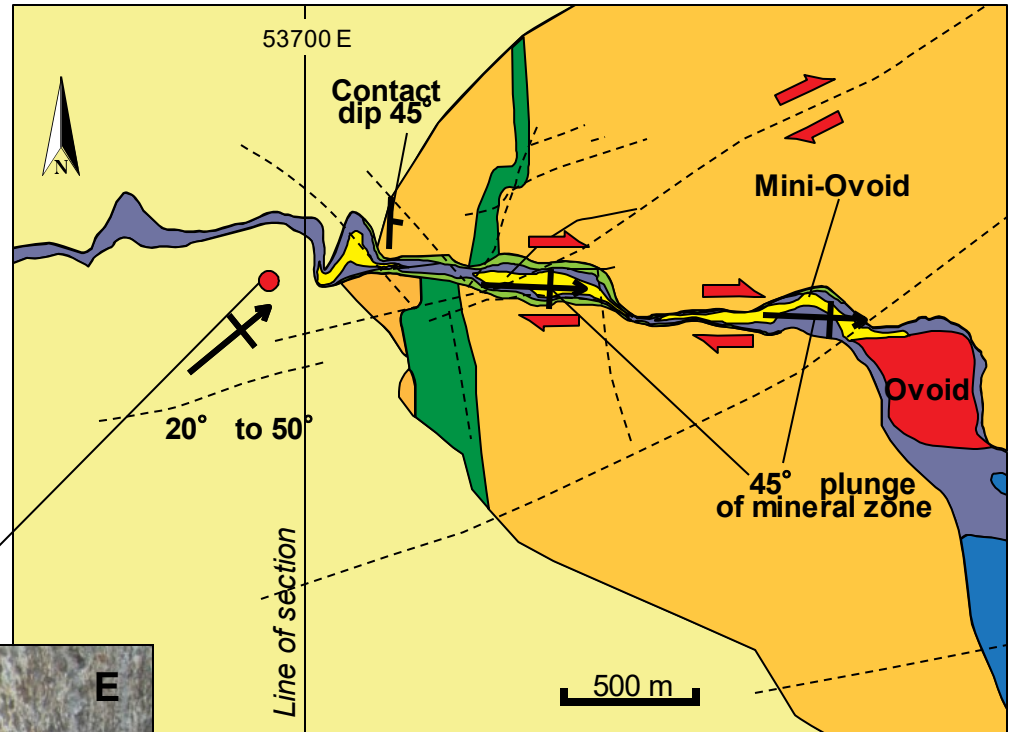 53700 E
Contact
dip 45°
N
Mini-Ovoid
Ovoid
20° to 50°
45° plunge
of mineral zone
Line of section
500 m
E